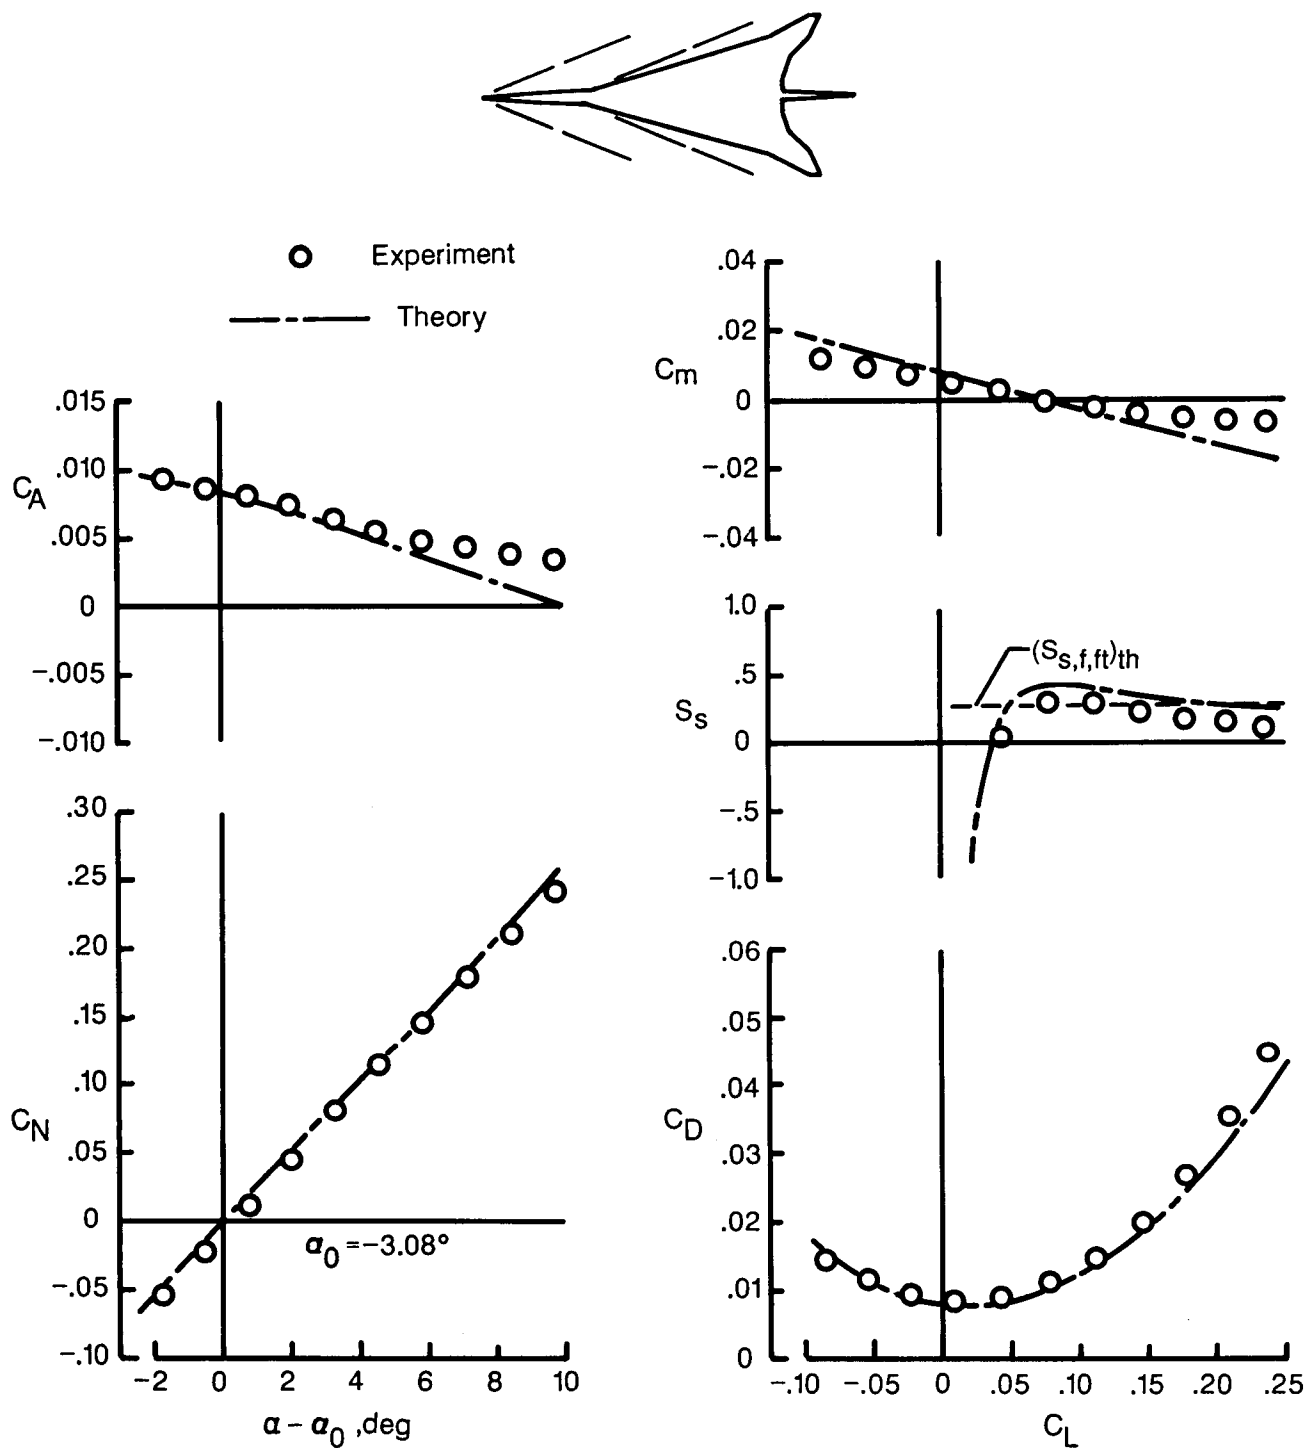 Experiment
Theory
.015
.010
C_A
.005
0
-.005
-.010
.30
.25
.20
.15
.10
C_N
.05
0
α₀ = -3.08°
-.05
-.10
-2 0 2 4 6 8 10
α - α₀ ,deg
.04
.02
C_m
0
-.02
-.04
1.0
(S_s,f,ft)th
.5
S_s
0
-.5
-1.0
.06
.05
.04
C_D
.03
.02
.01
0
-.10 -.05 0 .05 .10 .15 .20 .25
C_L